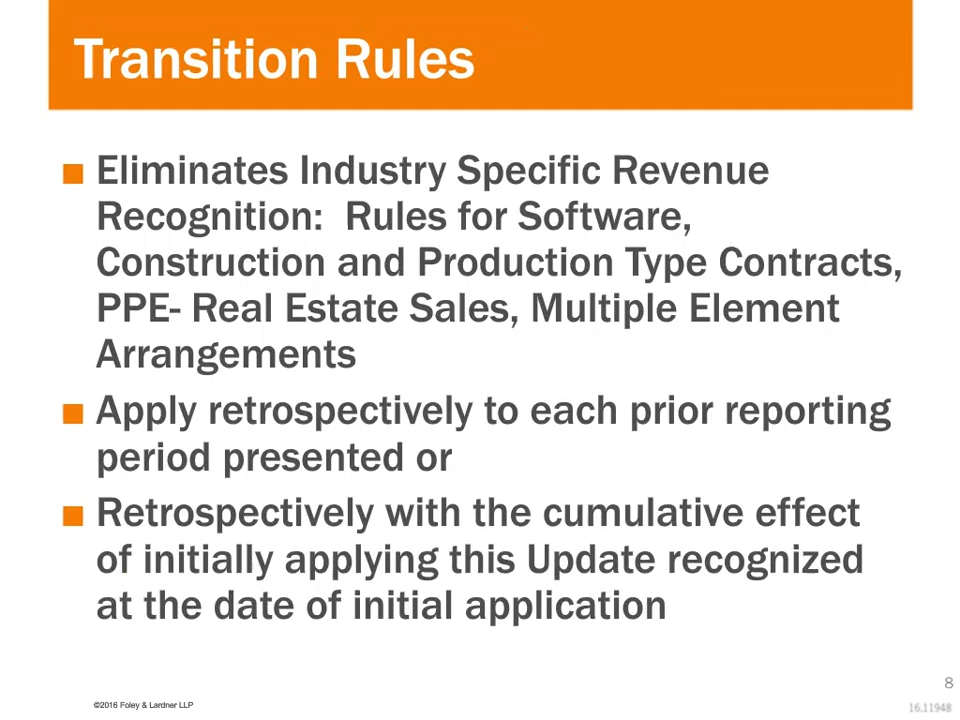 Transition Rules
Eliminates Industry Specific Revenue
Recognition:  Rules for Software,
Construction and Production Type Contracts,
PPE- Real Estate Sales, Multiple Element
Arrangements
Apply retrospectively to each prior reporting
period presented or
Retrospectively with the cumulative effect
of initially applying this Update recognized
at the date of initial application
8
©2016 Foley & Lardner LLP
16.11948